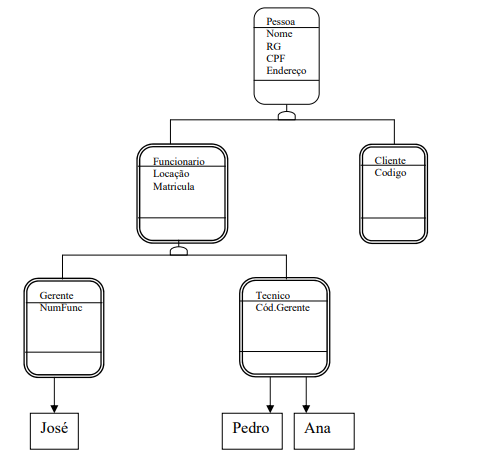 Pessoa
Nome
RG
CPF
Endereço
Funcionario
Locação
Matricula
Cliente
Codigo
Gerente
NumFunc
Tecnico
Cód.Gerente
José
Pedro
Ana